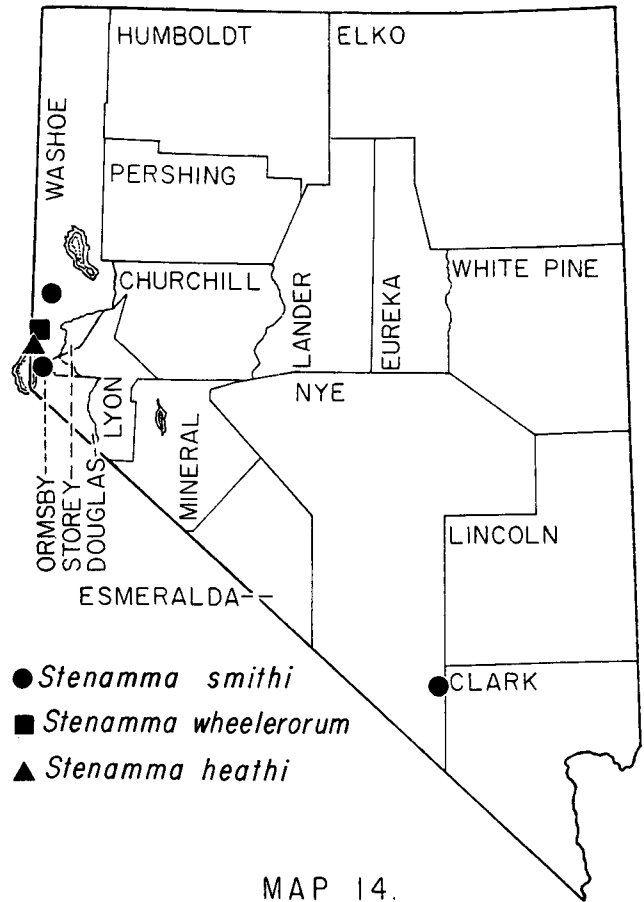 HUMBOLDT
ELKO
WASHOE
PERSHING
CHURCHILL
LANDER
EUREKA
WHITE PINE
NYE
LYON
MINERAL
ORMSBY
STOREY
DOUGLAS
LINCOLN
ESMERALDA
CLARK
Stenamma smithi
Stenamma wheelerorum
Stenamma heathi
MAP 14.